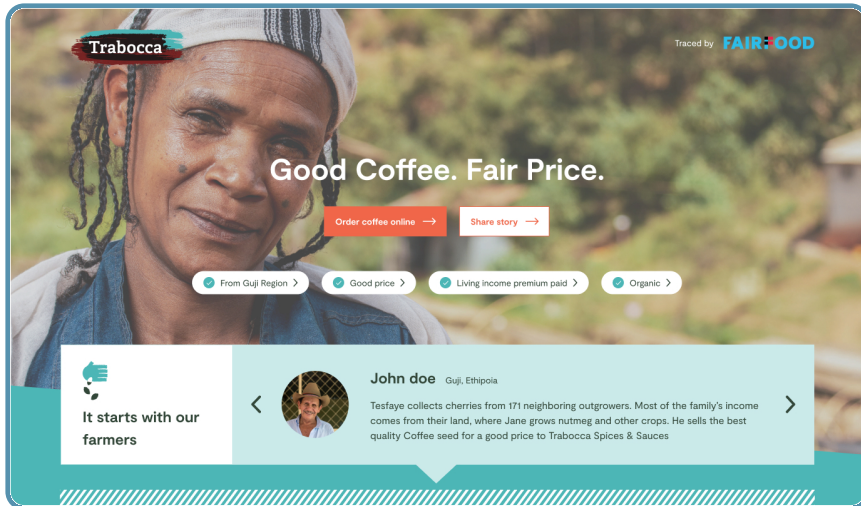 Trabocca
Traced by FAIRFOOD
Good Coffee. Fair Price.
Order coffee online
Share story
From Guji Region
Good price
Living income premium paid
Organic
It starts with our
farmers
John doe Guji, Ethipoia
Tesfaye collects cherries from 171 neighboring outgrowers. Most of the family's income
comes from their land, where Jane grows nutmeg and other crops. He sells the best
quality Coffee seed for a good price to Trabocca Spices & Sauces